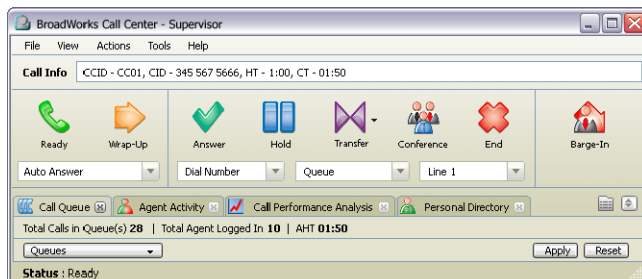 BroadWorks Call Center - Supervisor
File View Actions Tools Help
Call Info CCID - CC01, CID - 345 567 5666, HT - 1:00, CT - 01:50
Ready Wrap-Up Answer Hold Transfer Conference End Barge-In
Auto Answer Dial Number Queue Line 1
Call Queue Agent Activity Call Performance Analysis Personal Directory
Total Calls in Queue(s) 28 | Total Agent Logged In 10 | AHT 01:50
Queues Apply Reset
Status : Ready